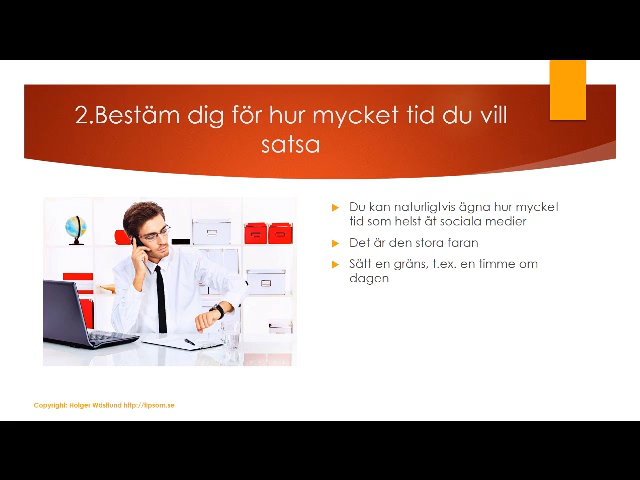 2.Bestäm dig för hur mycket tid du vill
satsa
Du kan naturligtvis ägna hur mycket
tid som helst åt sociala medier
Det är den stora faran
Sätt en gräns, t.ex. en timme om
dagen
Copyright: Holger Wästlund http://tipsom.se